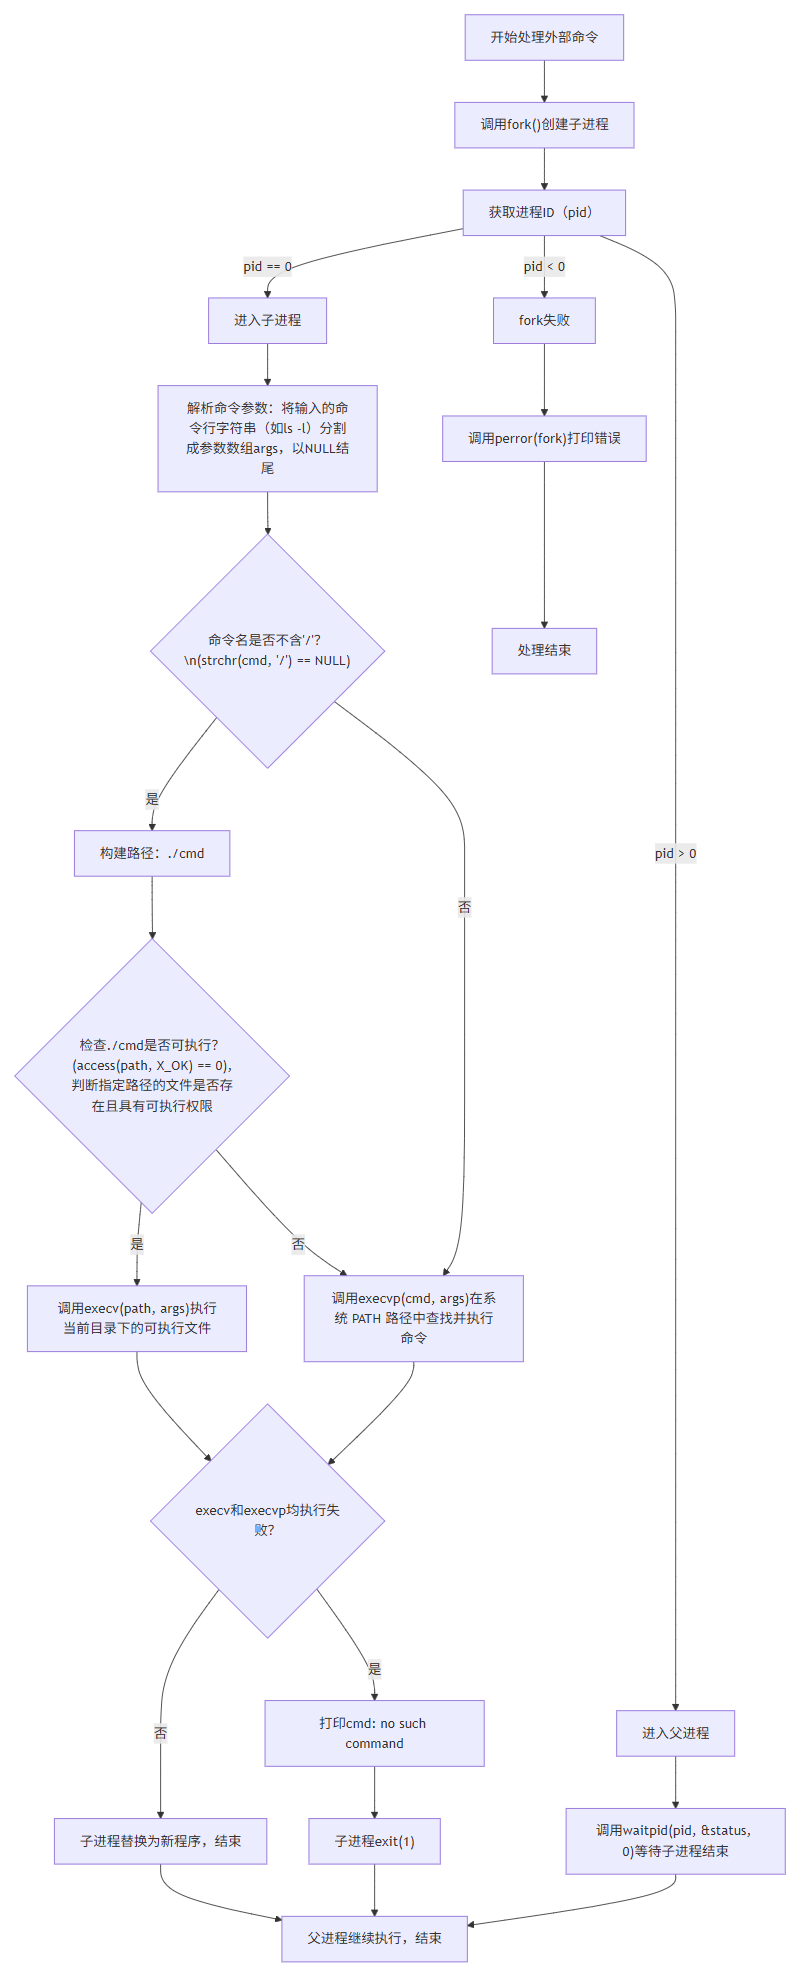 开始处理外部命令
调用fork()创建子进程
获取进程ID（pid）
pid == 0
pid < 0
进入子进程
fork失败
解析命令参数：将输入的命
令行字符串（如ls -l）分割
成参数数组args，以NULL结
尾
调用perror(fork)打印错误
命令名是否不含'/'？
\n(strchr(cmd, '/') == NULL)
处理结束
是
构建路径：./cmd
pid > 0
否
检查./cmd是否可执行？
(access(path, X_OK) == 0)，
判断指定路径的文件是否存
在且具有可执行权限
是
否
调用execv(path, args)执行
当前目录下的可执行文件
调用execvp(cmd, args)在系
统 PATH 路径中查找并执行
命令
execv和execvp均执行失
败？
是
否
打印cmd: no such
command
进入父进程
子进程替换为新程序，结束
子进程exit(1)
调用waitpid(pid, &status,
0)等待子进程结束
父进程继续执行，结束